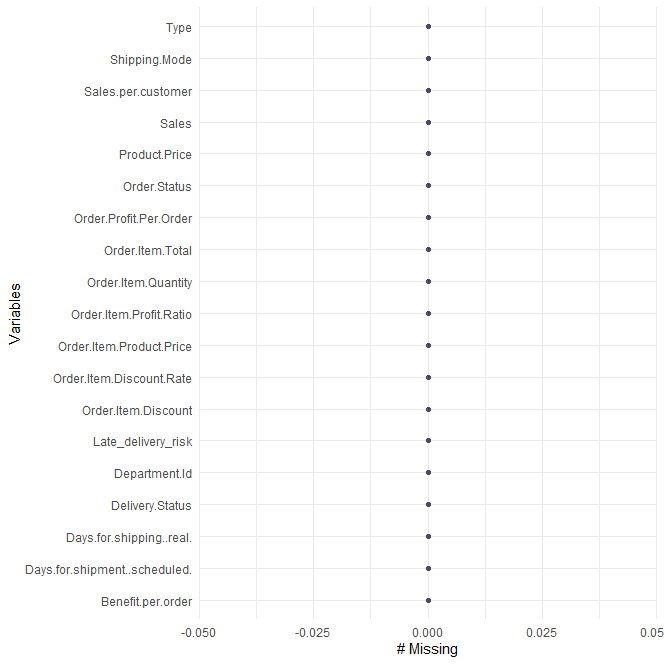 Type
Shipping.Mode
Sales.per.customer
Sales
Product.Price
Order.Status
Order.Profit.Per.Order
Order.Item.Total
Order.Item.Quantity
Order.Item.Profit.Ratio
Order.Item.Product.Price
Order.Item.Discount.Rate
Order.Item.Discount
Late_delivery_risk
Department.Id
Delivery.Status
Days.for.shipping..real.
Days.for.shipment..scheduled.
Benefit.per.order
Variables
-0.050 -0.025 0.000 0.025 0.05
# Missing